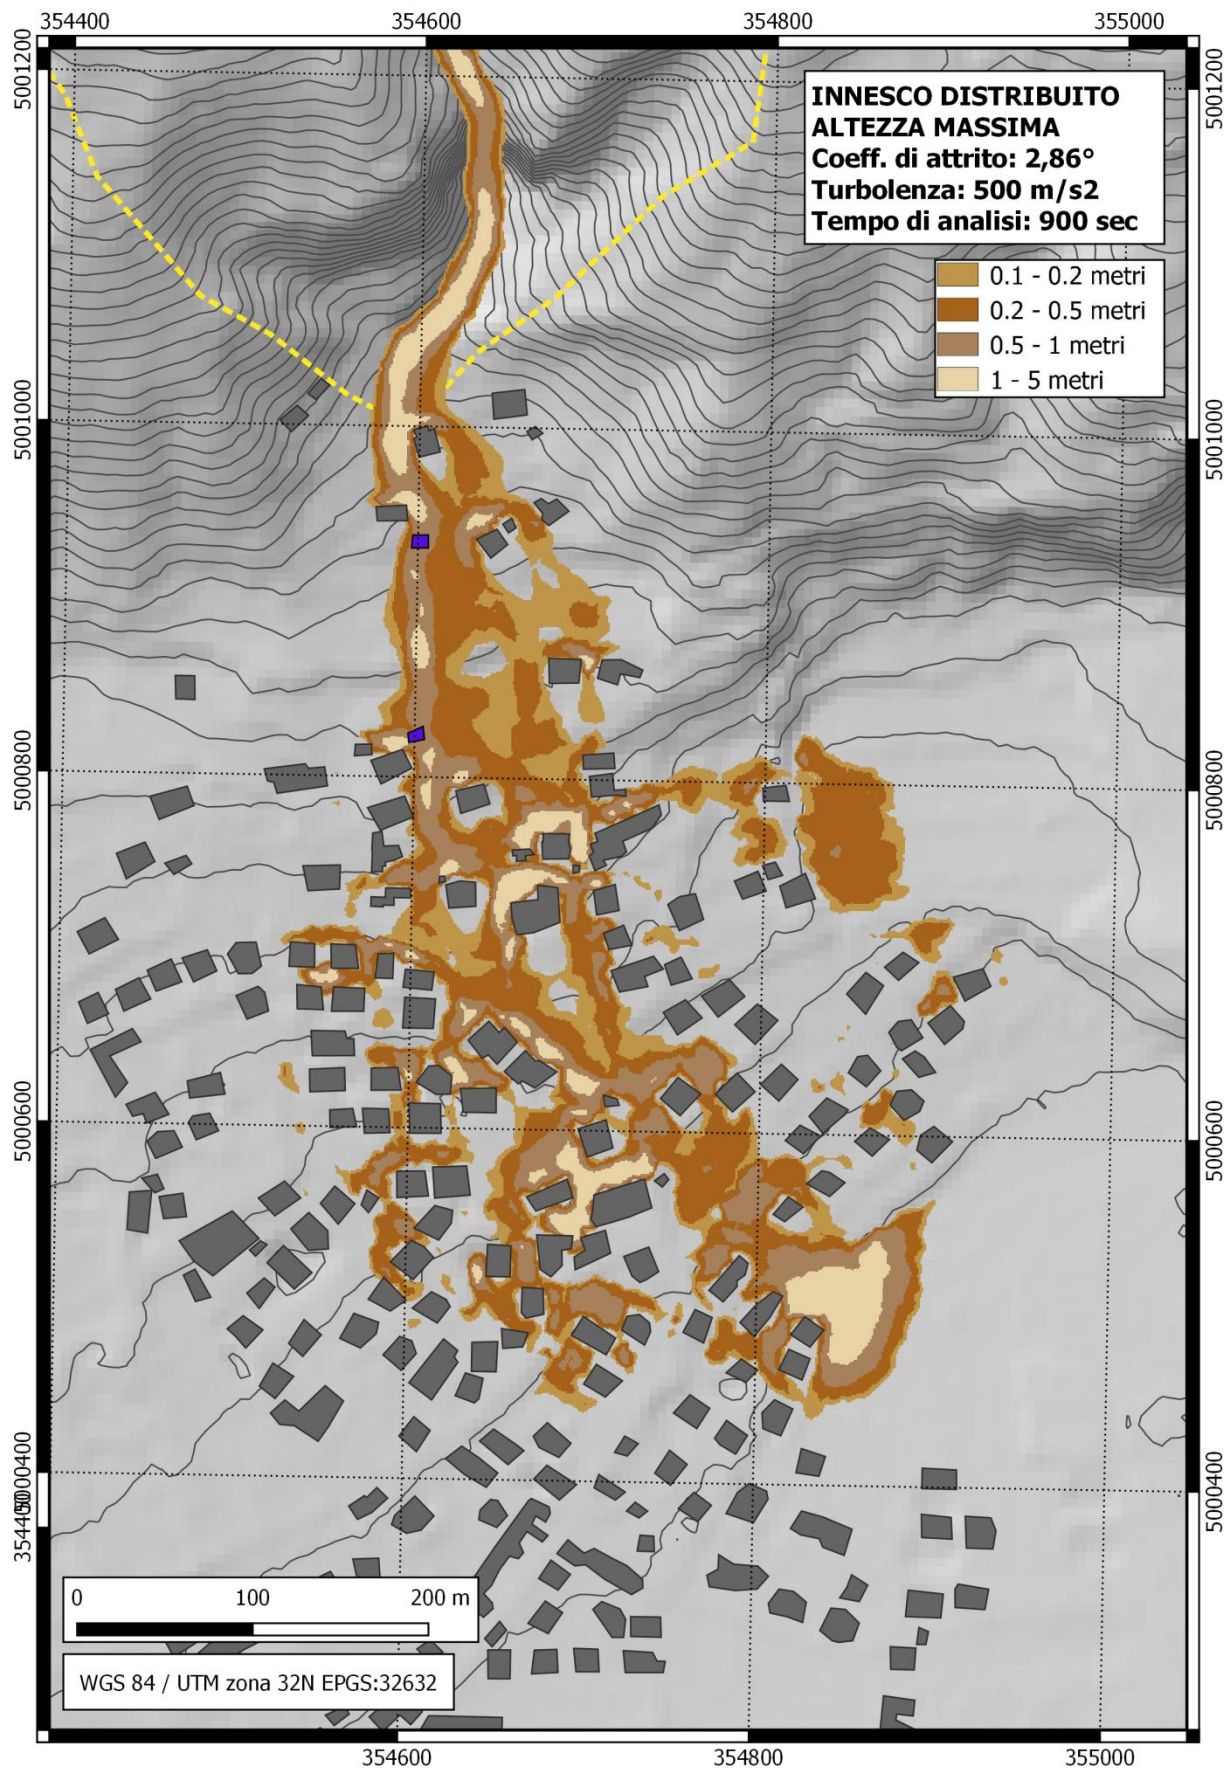 354400 354600 354800 355000
5001200
5001200
INNESCO DISTRIBUITO
ALTEZZA MASSIMA
Coeff. di attrito: 2,86°
Turbolenza: 500 m/s2
Tempo di analisi: 900 sec
0.1 - 0.2 metri
0.2 - 0.5 metri
0.5 - 1 metri
1 - 5 metri
5001000
5001000
5000800
5000800
5000600
5000600
5000400
5000400
354400
0 100 200 m
WGS 84 / UTM zona 32N EPGS:32632
354600 354800 355000